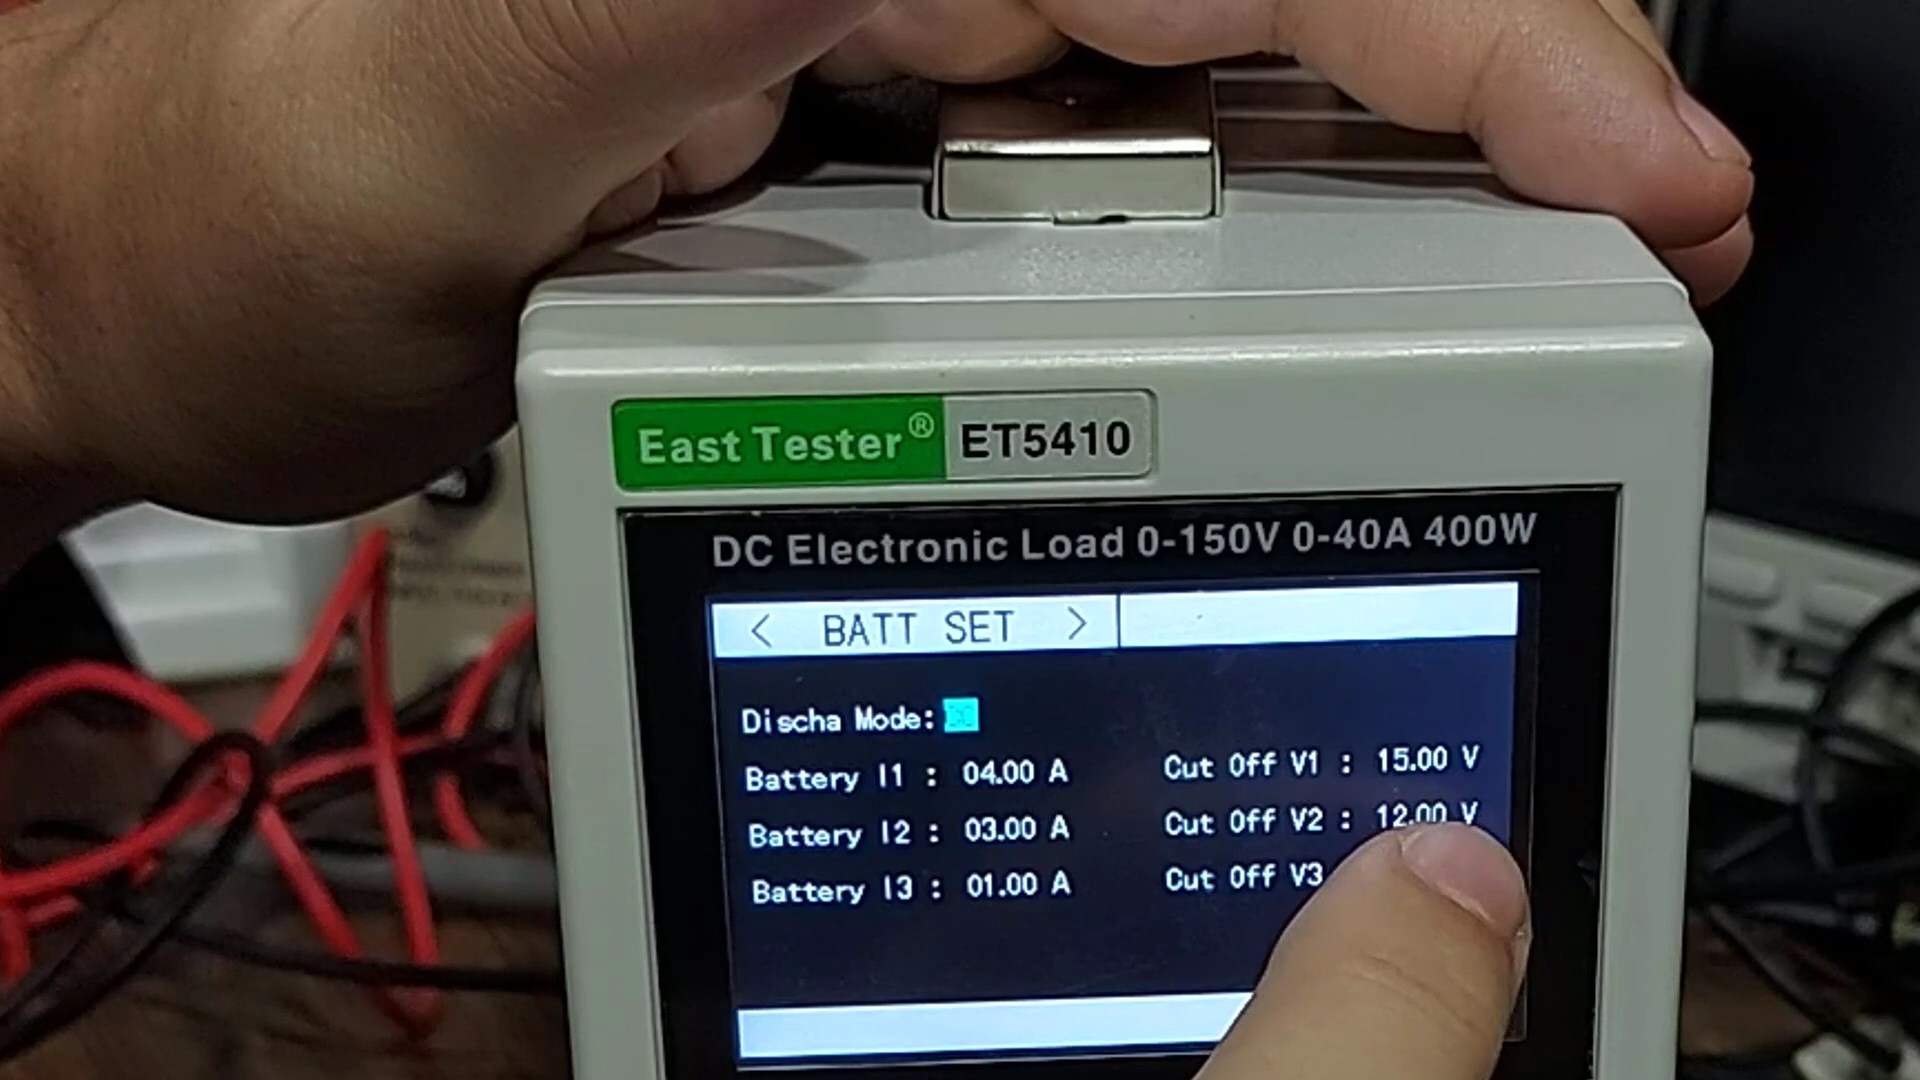 East Tester® ET5410
DC Electronic Load 0-150V 0-40A 400W
< BATT SET >
Discha Mode:
Battery I1 : 04.00 A Cut Off V1 : 15.00 V
Battery I2 : 03.00 A Cut Off V2 : 12.00 V
Battery I3 : 01.00 A Cut Off V3